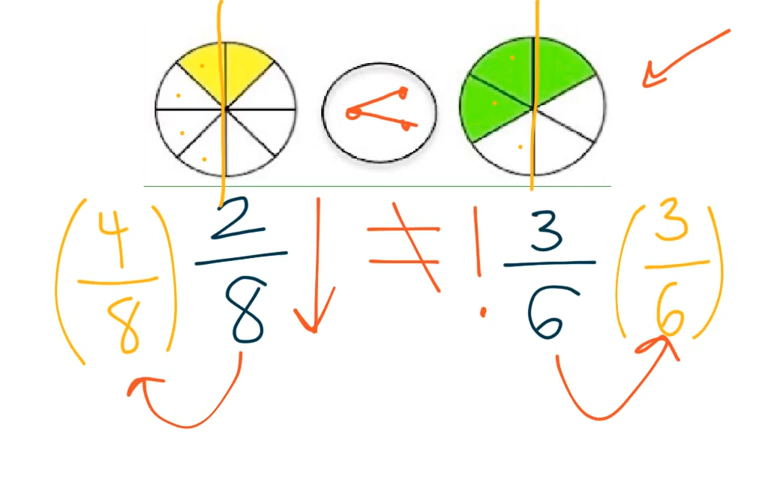 <
(4/8) 2/8 ↓ ≠ ! 3/6 (3/6)